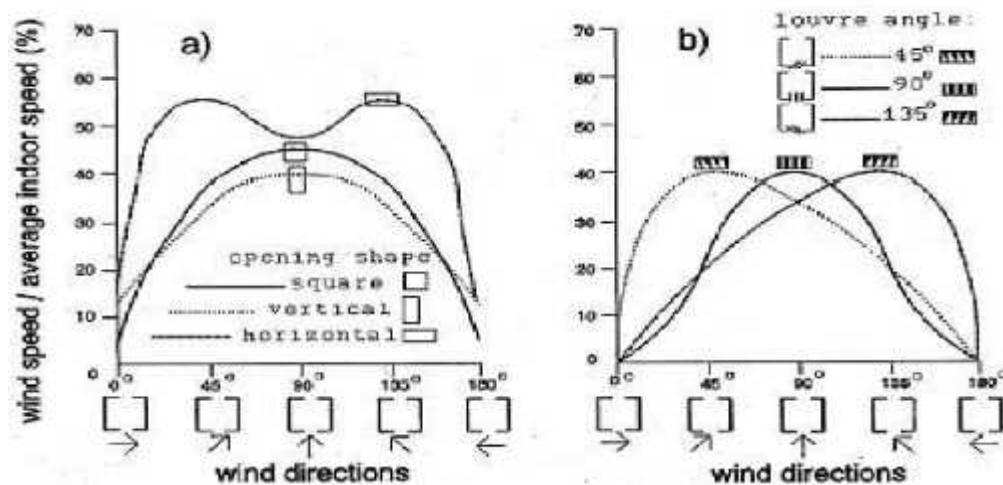 wind speed / average indoor speed (%)
a)
70
60
50
40
30
20
10
0
opening shape
square
vertical
horizontal
0° 45° 90° 135° 180°
wind directions
b)
70
60
50
40
30
20
10
0
louvre angle:
45°
90°
135°
0° 45° 90° 135° 180°
wind directions